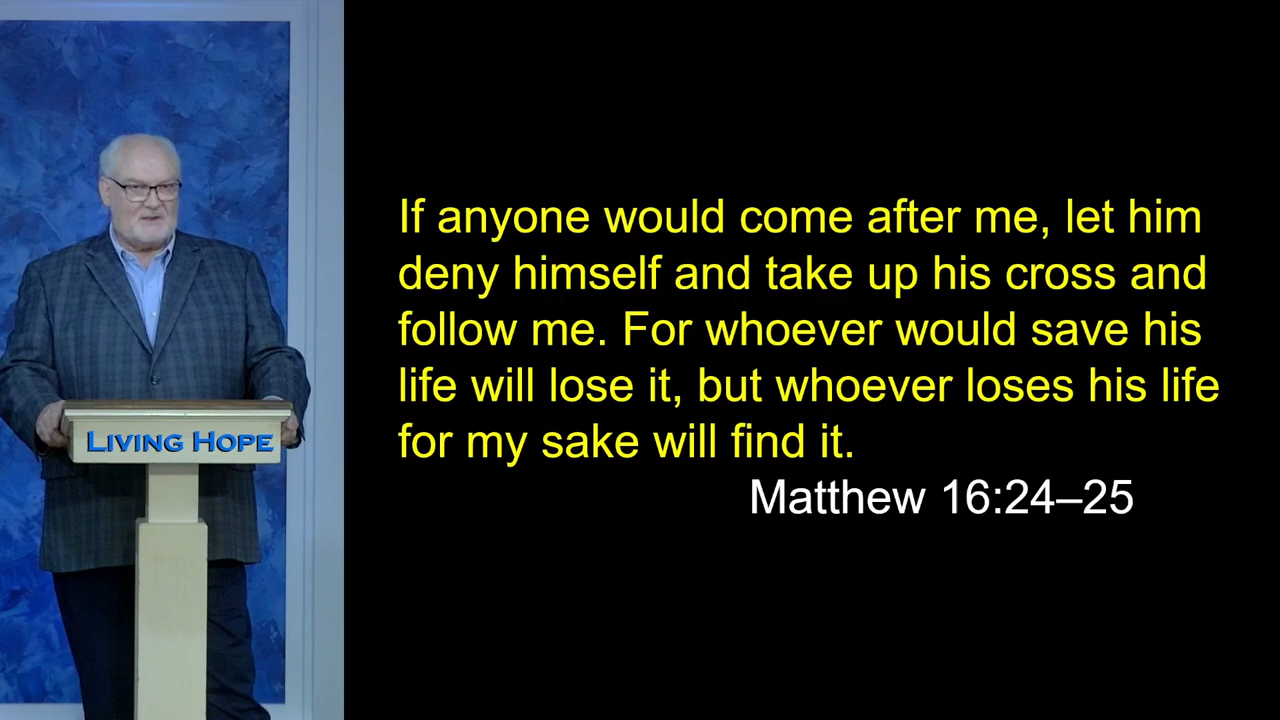 LIVING HOPE
If anyone would come after me, let him
deny himself and take up his cross and
follow me. For whoever would save his
life will lose it, but whoever loses his life
for my sake will find it.
Matthew 16:24–25